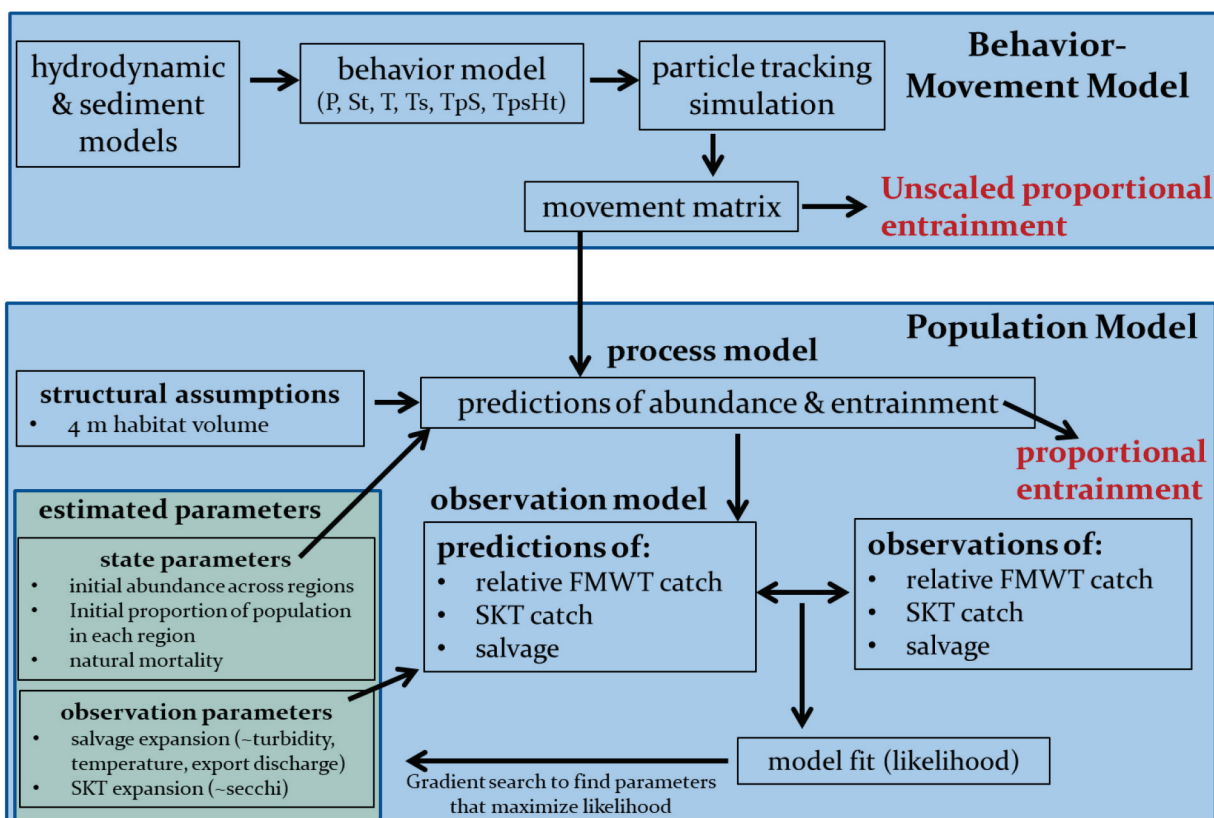 Behavior-
Movement Model
hydrodynamic
& sediment
models
behavior model
(P, St, T, Ts, TpS, TpsHt)
particle tracking
simulation
movement matrix
Unscaled proportional
entrainment
Population Model
process model
structural assumptions
• 4 m habitat volume
predictions of abundance & entrainment
proportional
entrainment
estimated parameters
state parameters
• initial abundance across regions
• Initial proportion of population
in each region
• natural mortality
observation parameters
• salvage expansion (~turbidity,
temperature, export discharge)
• SKT expansion (~secchi)
observation model
predictions of:
• relative FMWT catch
• SKT catch
• salvage
observations of:
• relative FMWT catch
• SKT catch
• salvage
model fit (likelihood)
Gradient search to find parameters
that maximize likelihood